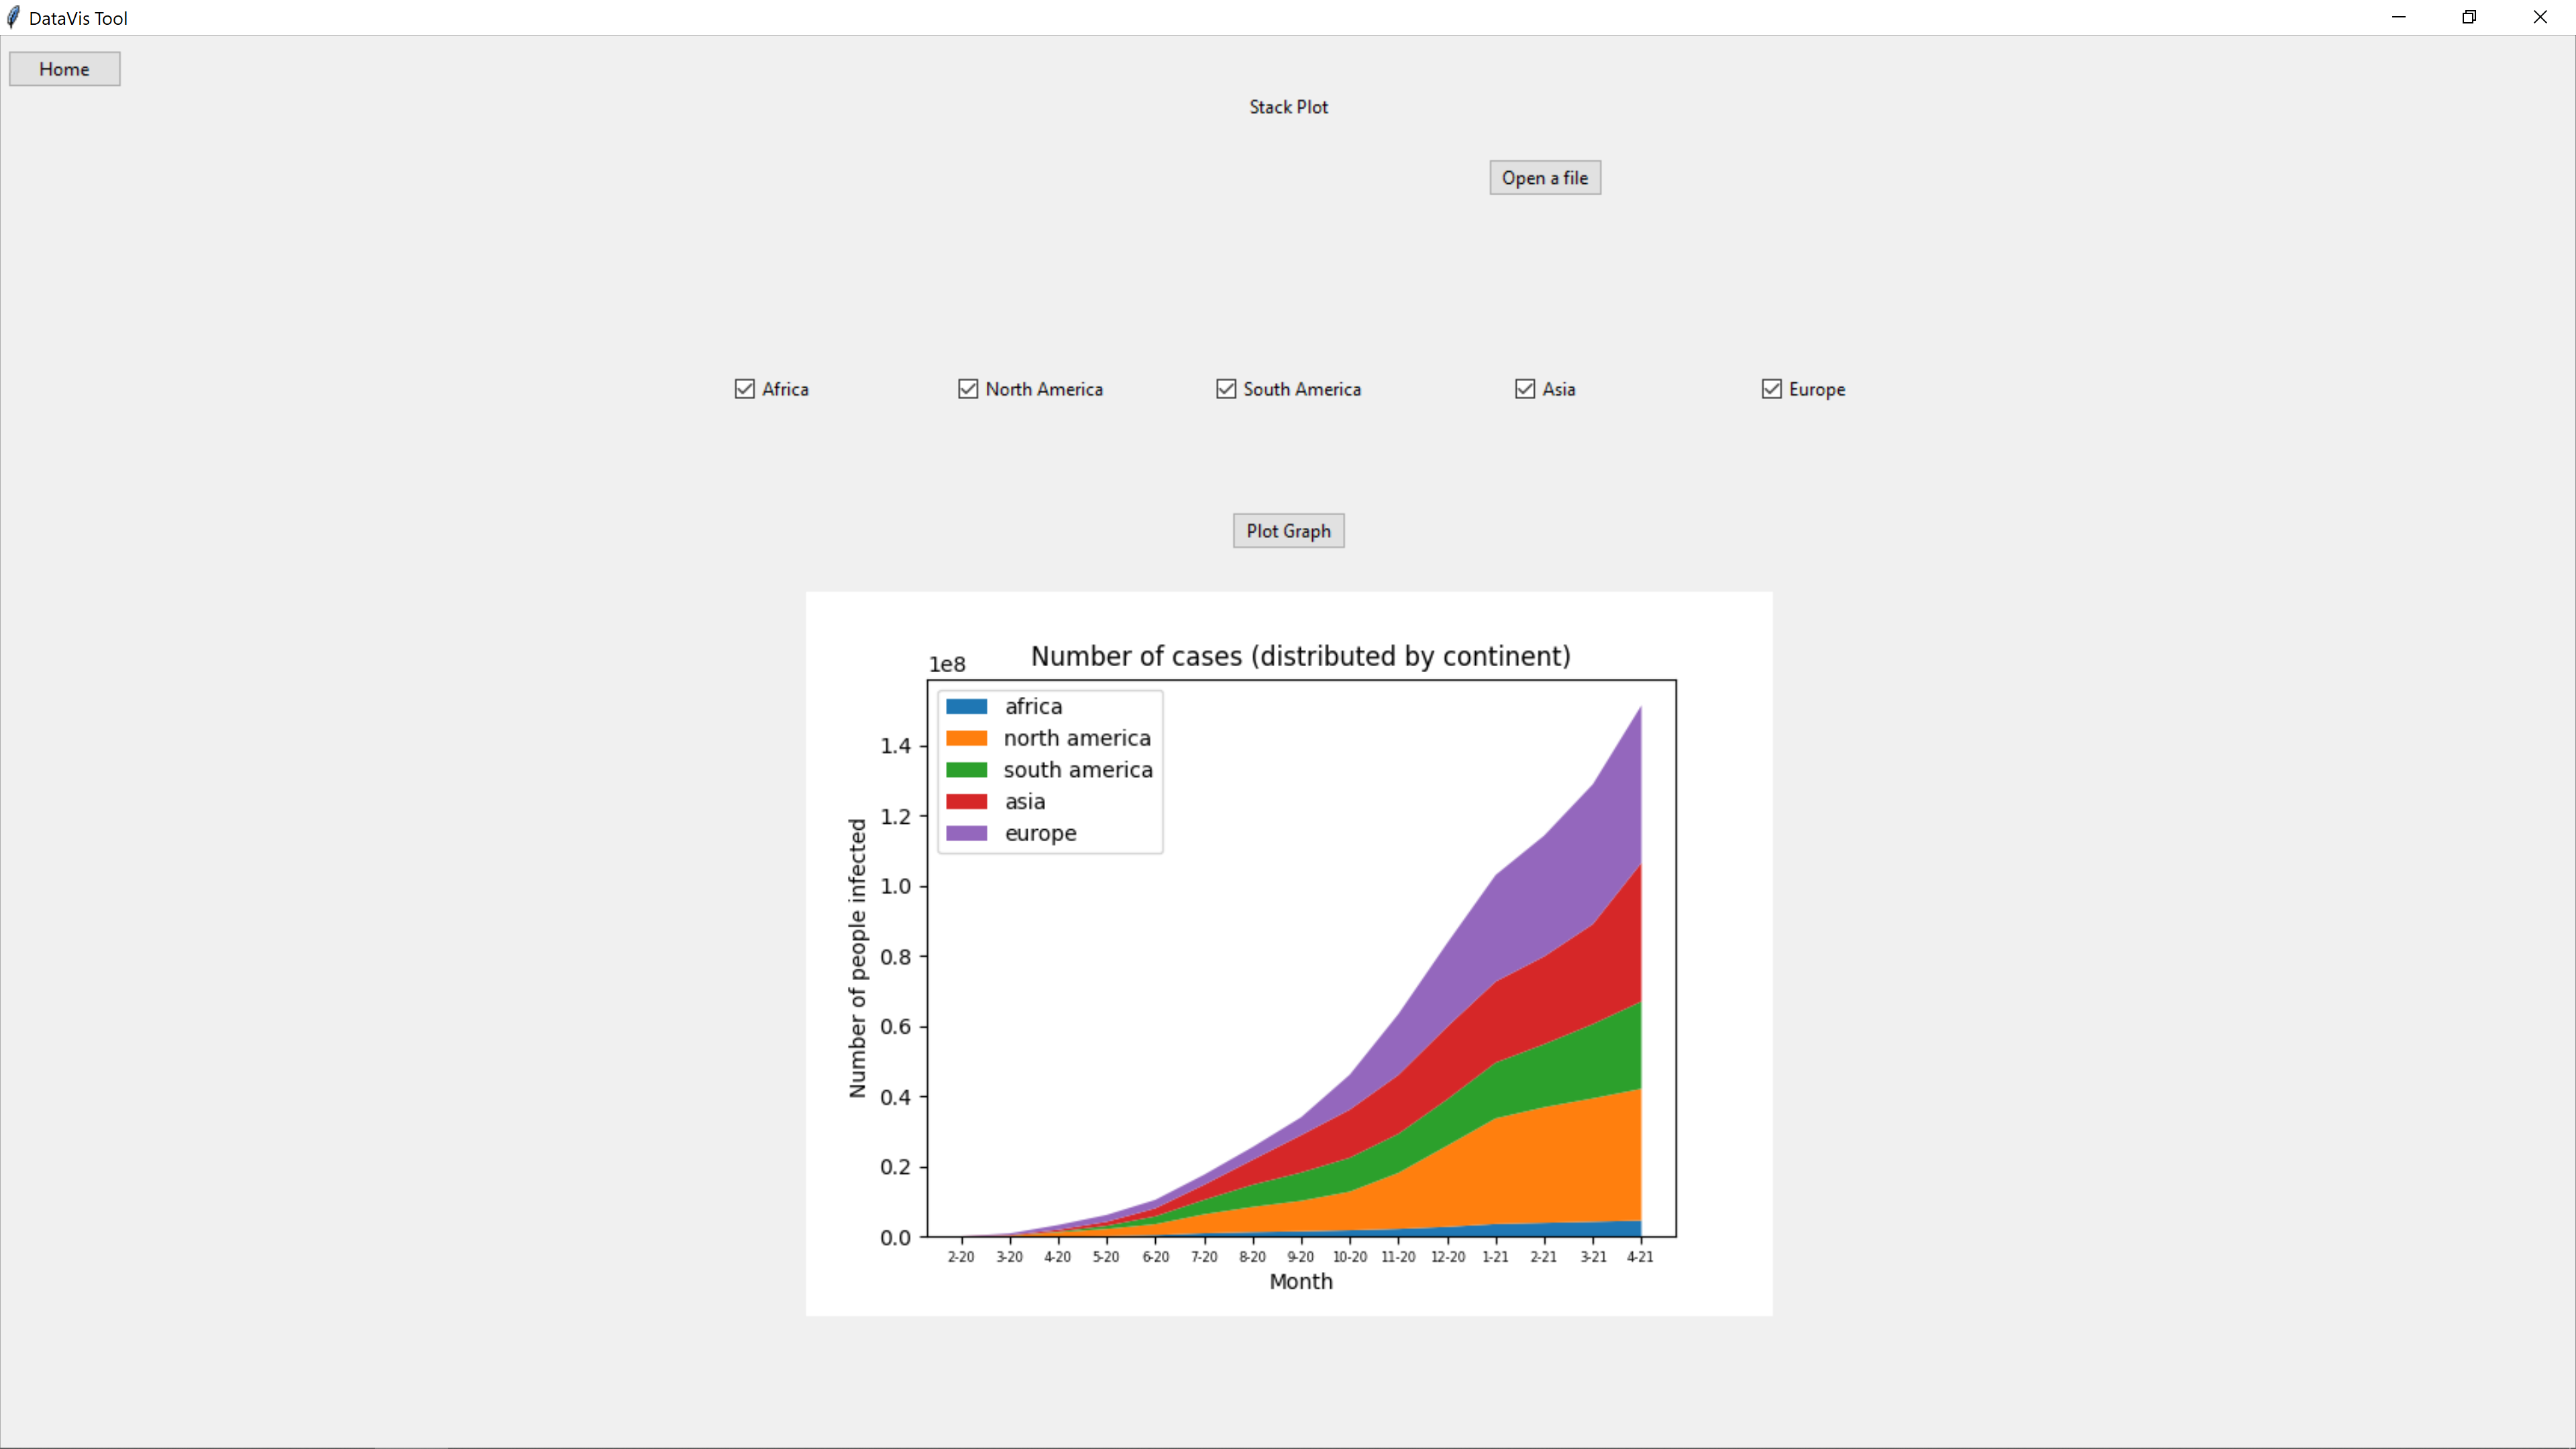 DataVis Tool
Home
Stack Plot
Open a file
Africa
North America
South America
Asia
Europe
Plot Graph
Number of cases (distributed by continent)
1e8
africa
north america
south america
asia
europe
1.4
1.2
1.0
0.8
0.6
0.4
0.2
0.0
Number of people infected
2-20 3-20 4-20 5-20 6-20 7-20 8-20 9-20 10-20 11-20 12-20 1-21 2-21 3-21 4-21
Month